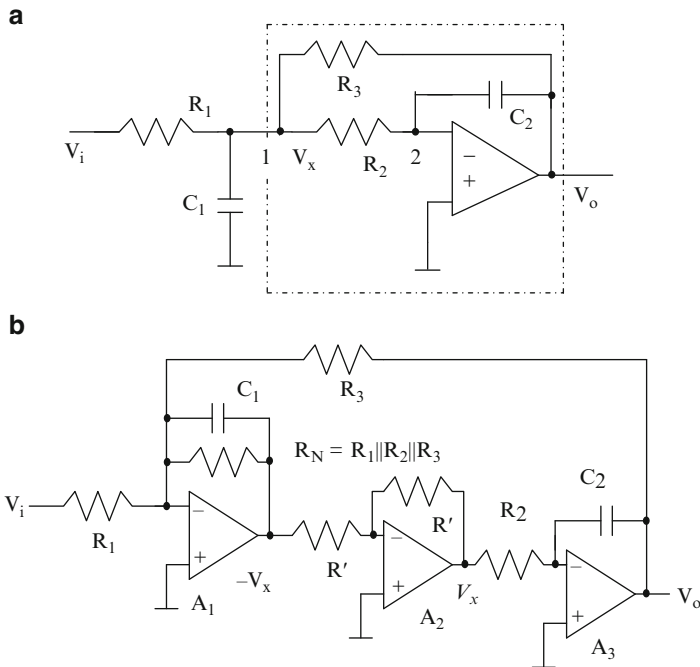 a
R₃
R₁
C₂
Vᵢ
1 Vₓ
R₂
2
−
+
C₁
Vₒ
b
R₃
C₁
R_N = R₁||R₂||R₃
Vᵢ
R₁
−
+
−Vₓ
A₁
R'
R'
−
+
Vₓ
A₂
R₂
C₂
−
+
Vₒ
A₃